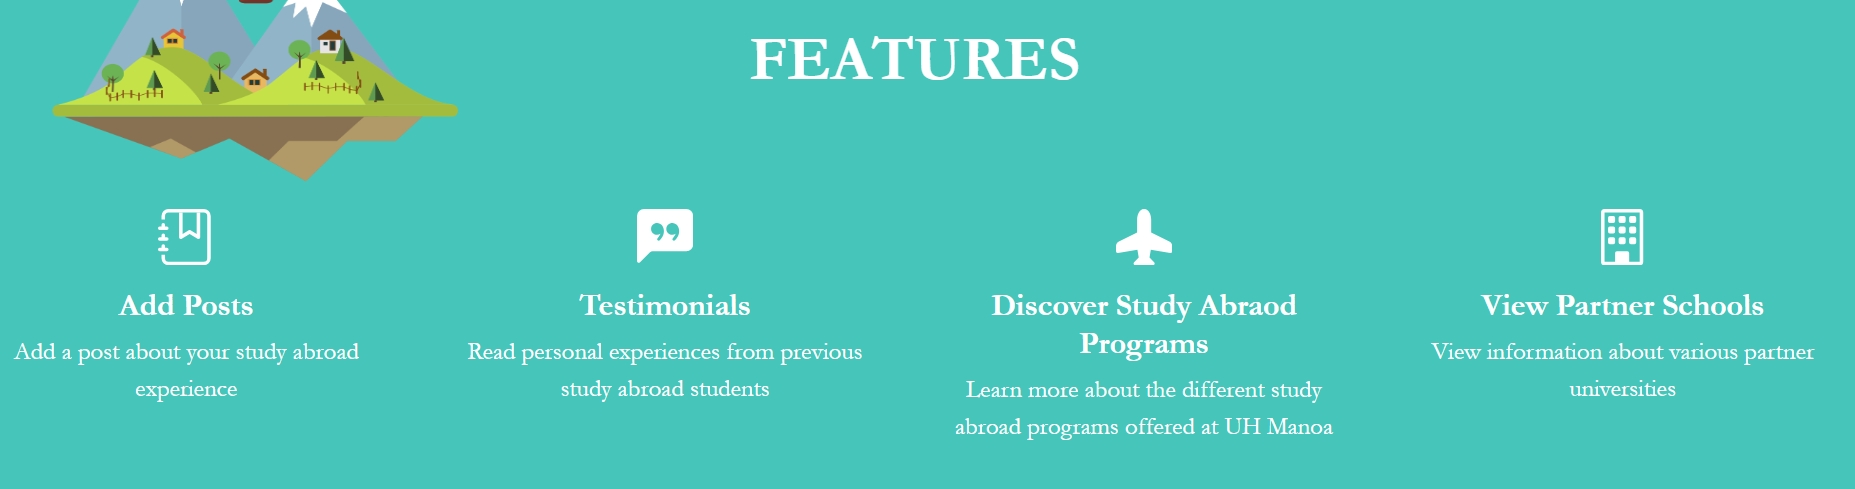 FEATURES
Add Posts
Add a post about your study abroad
experience
Testimonials
Read personal experiences from previous
study abroad students
Discover Study Abraod
Programs
Learn more about the different study
abroad programs offered at UH Manoa
View Partner Schools
View information about various partner
universities